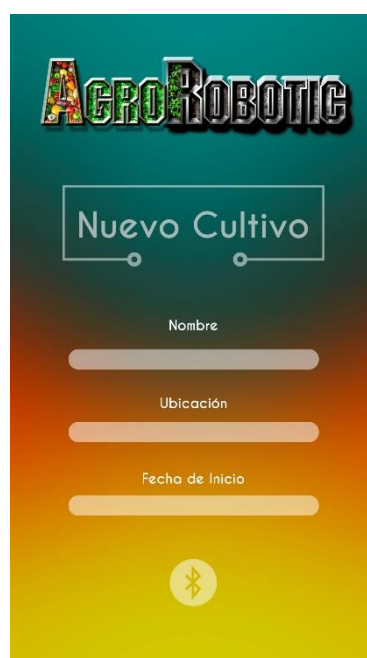 AGROROBOTIC
Nuevo Cultivo
Nombre
Ubicación
Fecha de Inicio